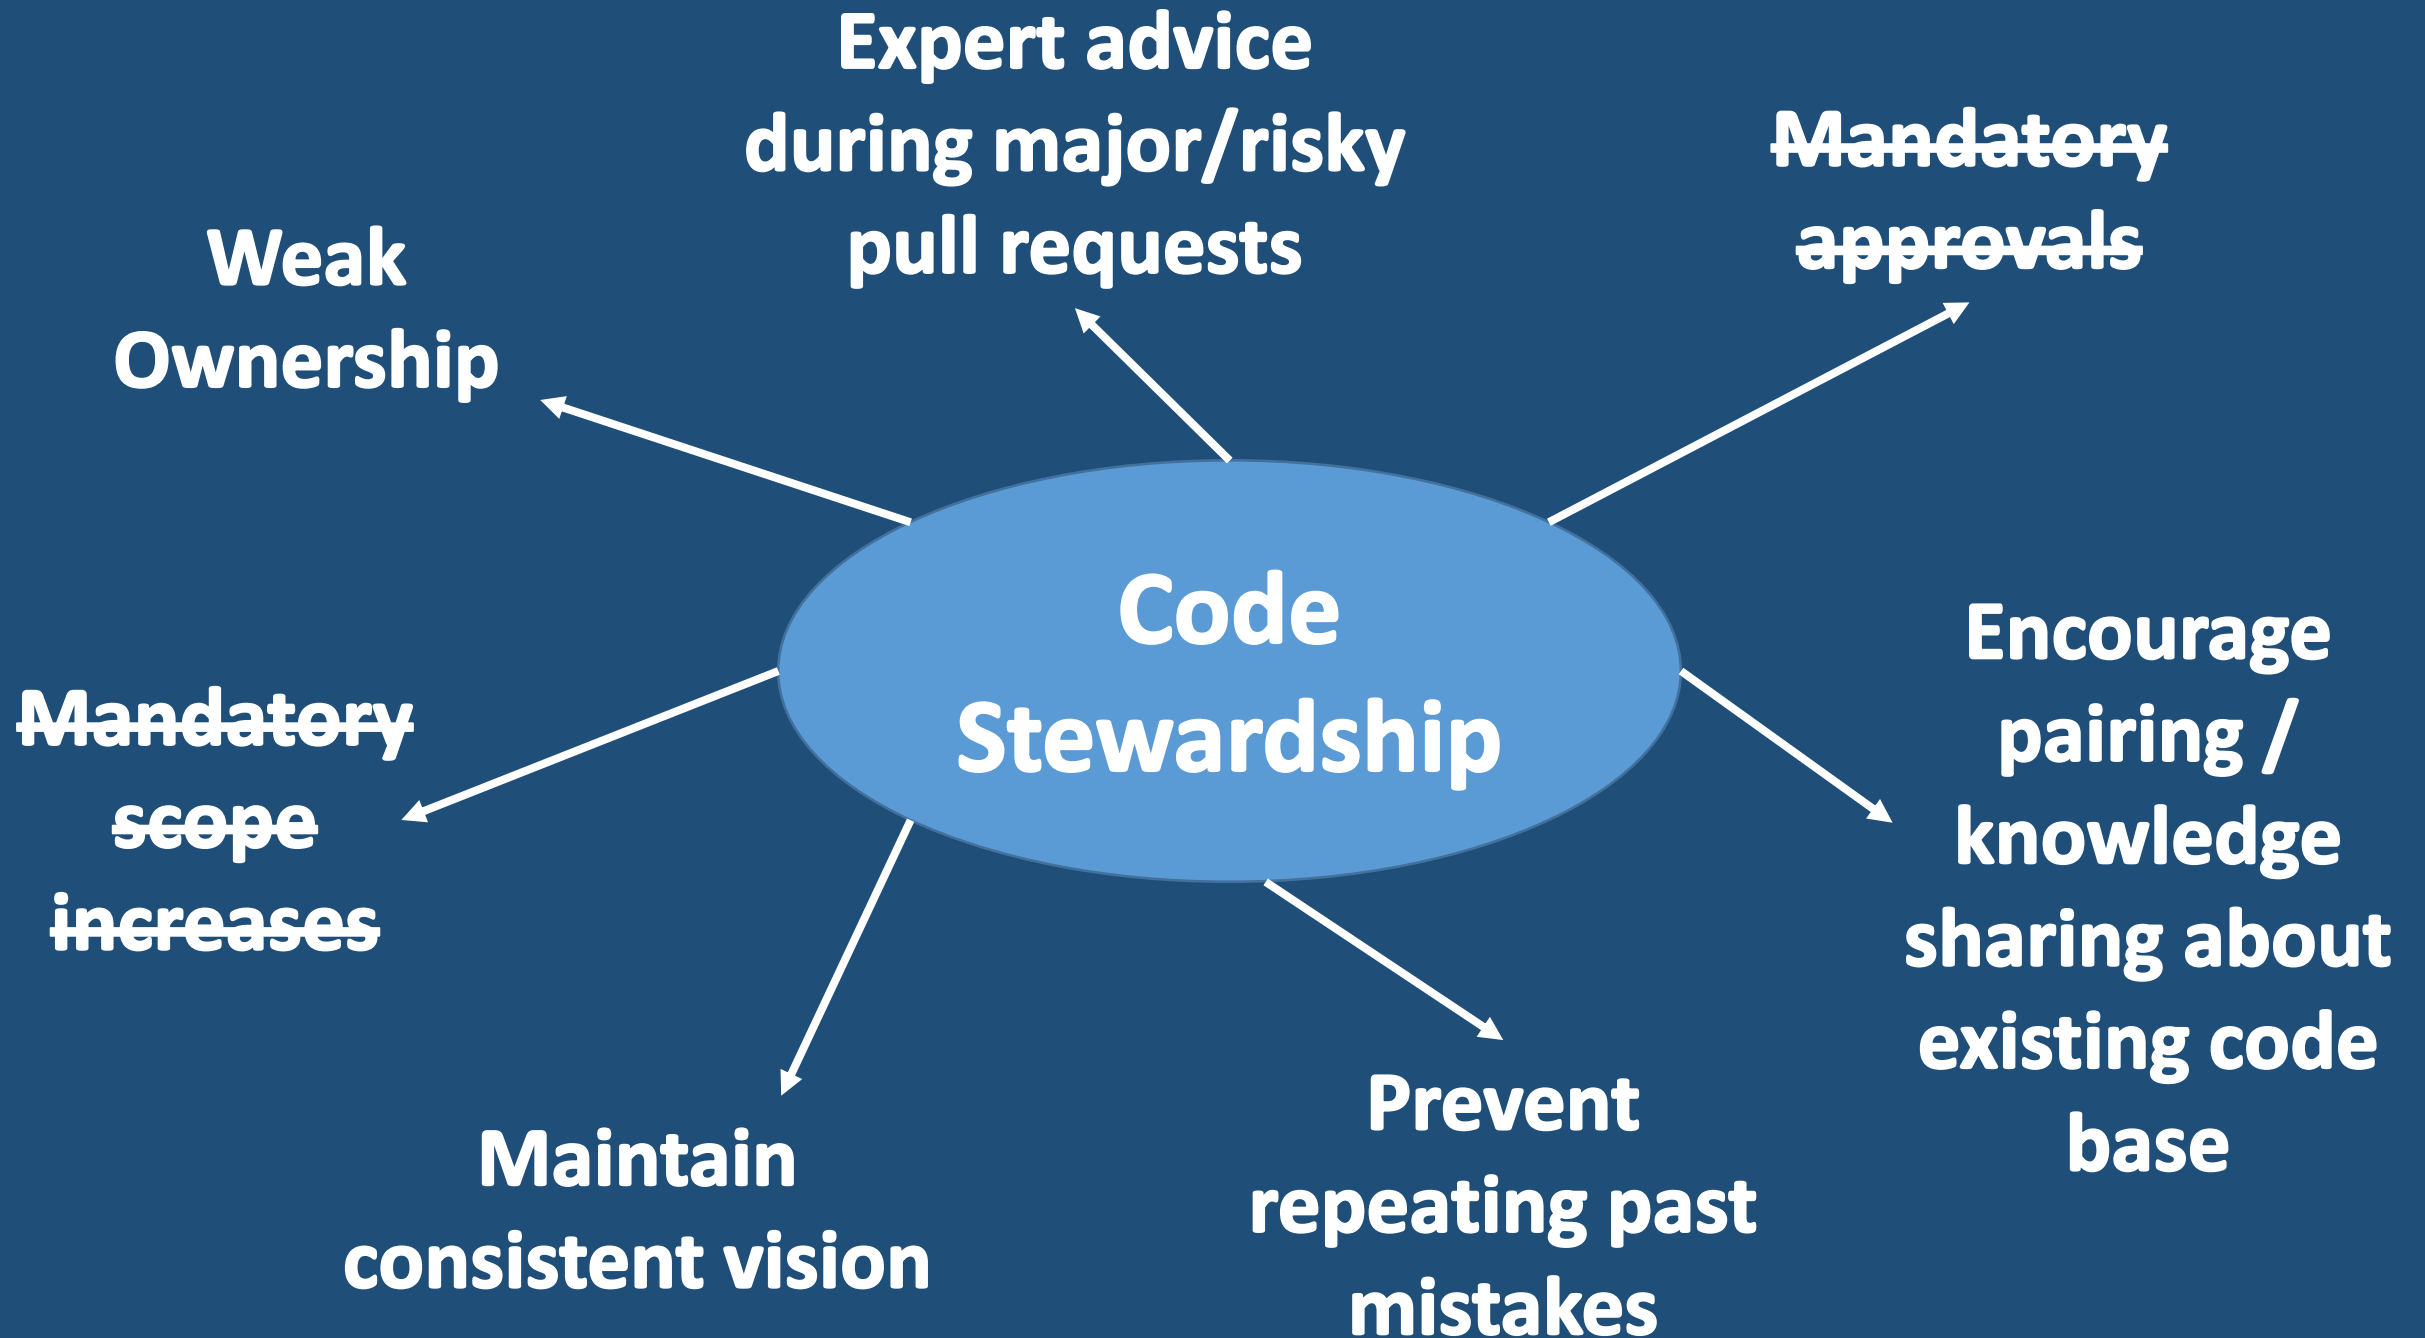 Expert advice
during major/risky
pull requests
Mandatory
approvals
Weak
Ownership
Code
Stewardship
Encourage
pairing /
knowledge
sharing about
existing code
base
Mandatory
scope
increases
Maintain
consistent vision
Prevent
repeating past
mistakes